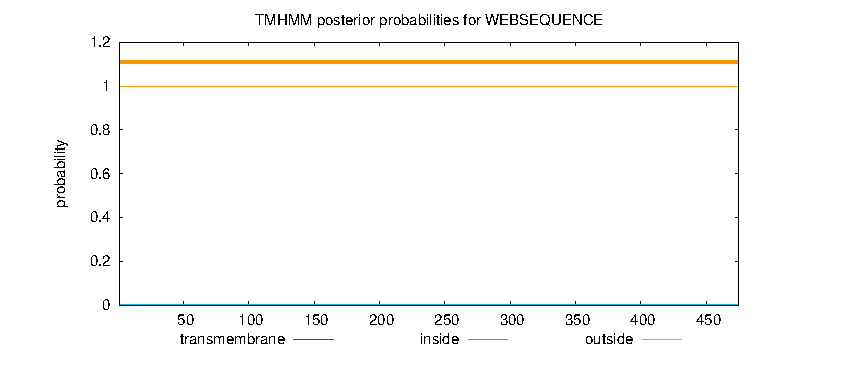 TMHMM posterior probabilities for WEBSEQUENCE
1.2
1
0.8
0.6
0.4
0.2
0
probability
50 100 150 200 250 300 350 400 450
transmembrane inside outside